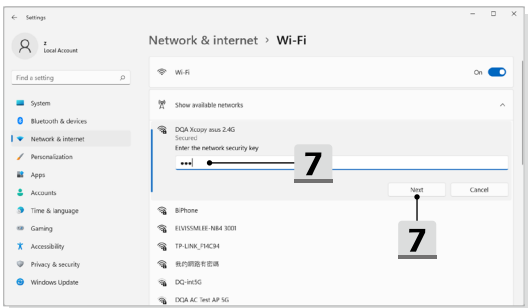 Settings
z
Local Account
Find a setting
System
Bluetooth & devices
Network & internet
Personalization
Apps
Accounts
Time & language
Gaming
Accessibility
Privacy & security
Windows Update
Network & internet > Wi-Fi
Wi-Fi
On
Show available networks
DQA Xcopy asus 2.4G
Secured
Enter the network security key
7
Next
Cancel
7
BiPhone
ELVISSMLEE-NB4 3001
TP-LINK_F14C94
我的網路有密碼
DQ-int5G
DQA AC Test AP 5G